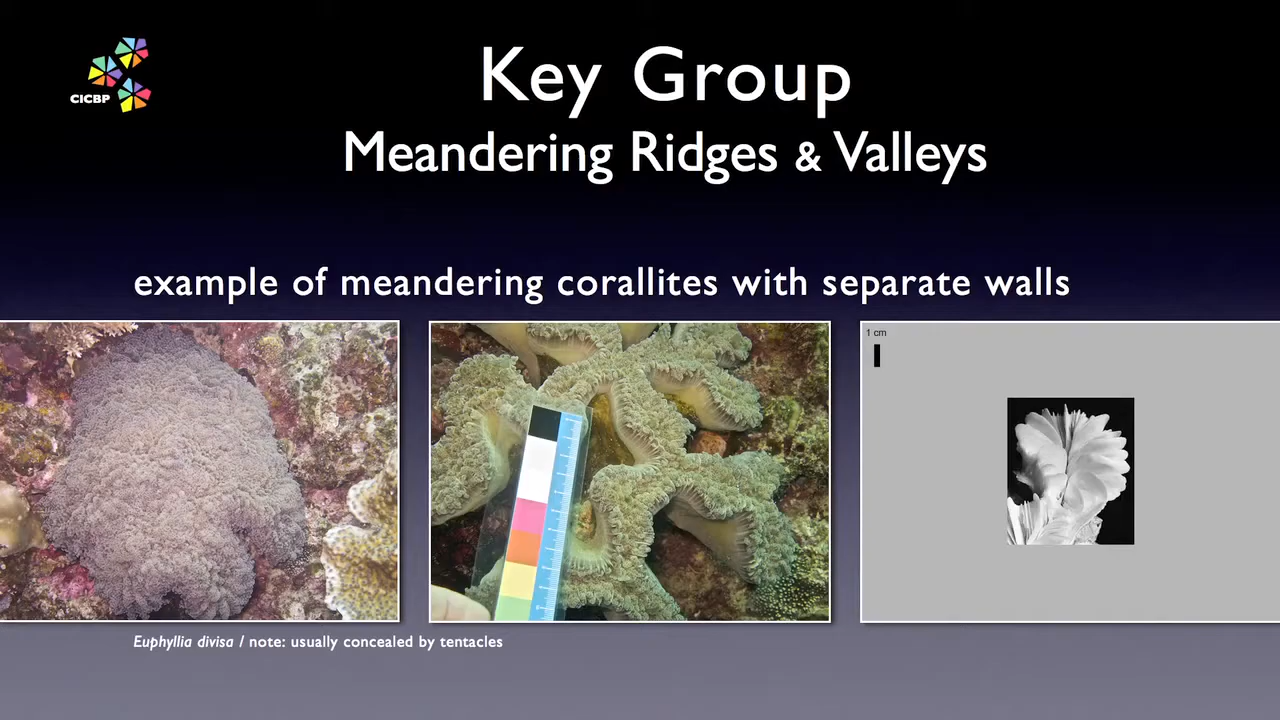 CICBP
Key Group
Meandering Ridges & Valleys
example of meandering corallites with separate walls
1 cm
Euphyllia divisa / note: usually concealed by tentacles